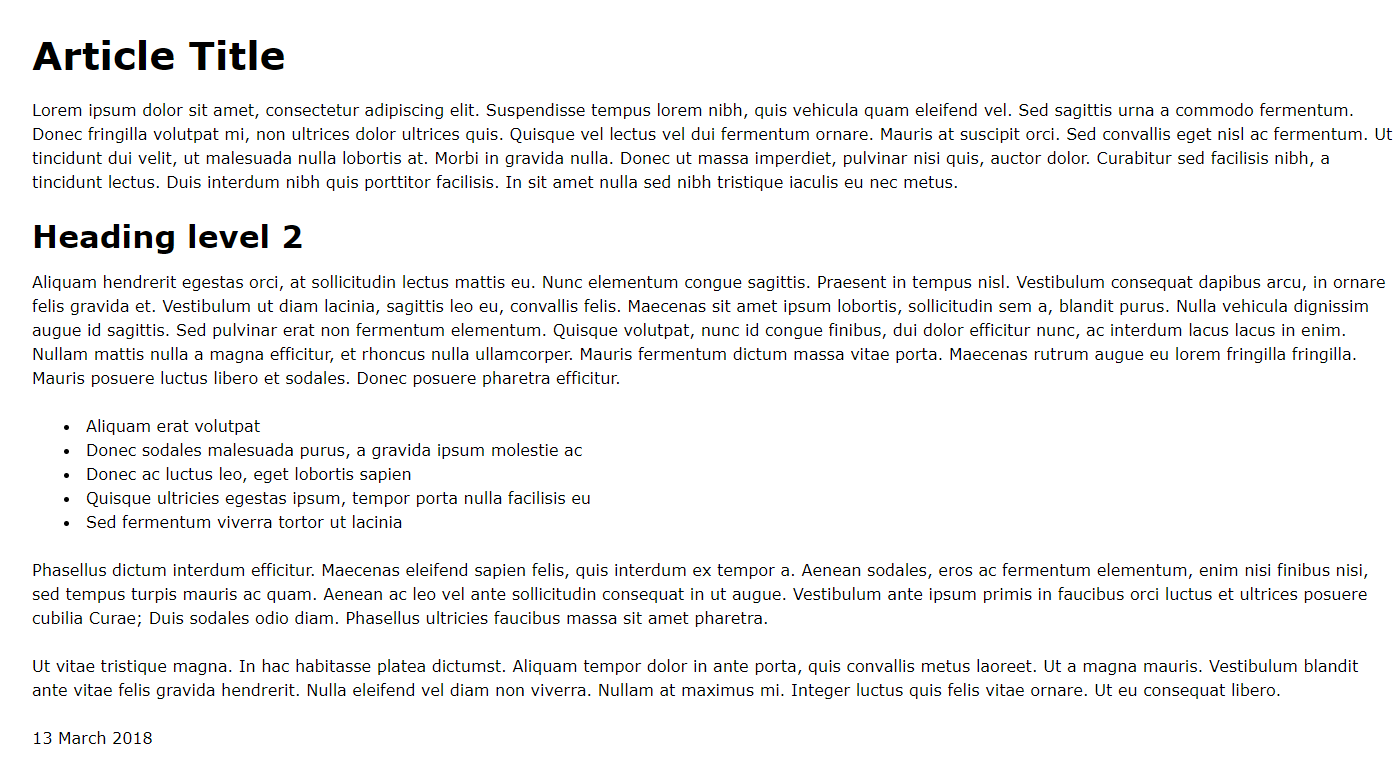 Article Title
Lorem ipsum dolor sit amet, consectetur adipiscing elit. Suspendisse tempus lorem nibh, quis vehicula quam eleifend vel. Sed sagittis urna a commodo fermentum.
Donec fringilla volutpat mi, non ultrices dolor ultrices quis. Quisque vel lectus vel dui fermentum ornare. Mauris at suscipit orci. Sed convallis eget nisl ac fermentum. Ut
tincidunt dui velit, ut malesuada nulla lobortis at. Morbi in gravida nulla. Donec ut massa imperdiet, pulvinar nisi quis, auctor dolor. Curabitur sed facilisis nibh, a
tincidunt lectus. Duis interdum nibh quis porttitor facilisis. In sit amet nulla sed nibh tristique iaculis eu nec metus.
Heading level 2
Aliquam hendrerit egestas orci, at sollicitudin lectus mattis eu. Nunc elementum congue sagittis. Praesent in tempus nisl. Vestibulum consequat dapibus arcu, in ornare
felis gravida et. Vestibulum ut diam lacinia, sagittis leo eu, convallis felis. Maecenas sit amet ipsum lobortis, sollicitudin sem a, blandit purus. Nulla vehicula dignissim
augue id sagittis. Sed pulvinar erat non fermentum elementum. Quisque volutpat, nunc id congue finibus, dui dolor efficitur nunc, ac interdum lacus lacus in enim.
Nullam mattis nulla a magna efficitur, et rhoncus nulla ullamcorper. Mauris fermentum dictum massa vitae porta. Maecenas rutrum augue eu lorem fringilla fringilla.
Mauris posuere luctus libero et sodales. Donec posuere pharetra efficitur.
• Aliquam erat volutpat
• Donec sodales malesuada purus, a gravida ipsum molestie ac
• Donec ac luctus leo, eget lobortis sapien
• Quisque ultricies egestas ipsum, tempor porta nulla facilisis eu
• Sed fermentum viverra tortor ut lacinia
Phasellus dictum interdum efficitur. Maecenas eleifend sapien felis, quis interdum ex tempor a. Aenean sodales, eros ac fermentum elementum, enim nisi finibus nisi,
sed tempus turpis mauris ac quam. Aenean ac leo vel ante sollicitudin consequat in ut augue. Vestibulum ante ipsum primis in faucibus orci luctus et ultrices posuere
cubilia Curae; Duis sodales odio diam. Phasellus ultricies faucibus massa sit amet pharetra.
Ut vitae tristique magna. In hac habitasse platea dictumst. Aliquam tempor dolor in ante porta, quis convallis metus laoreet. Ut a magna mauris. Vestibulum blandit
ante vitae felis gravida hendrerit. Nulla eleifend vel diam non viverra. Nullam at maximus mi. Integer luctus quis felis vitae ornare. Ut eu consequat libero.
13 March 2018